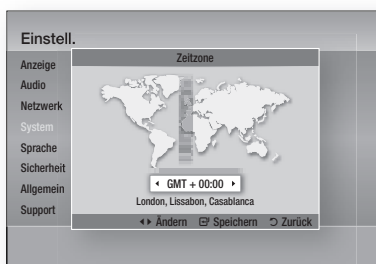 Einstell.
Anzeige
Audio
Netzwerk
System
Sprache
Sicherheit
Allgemein
Support
Zeitzone
GMT + 00:00
London, Lissabon, Casablanca
Ändern Speichern Zurück